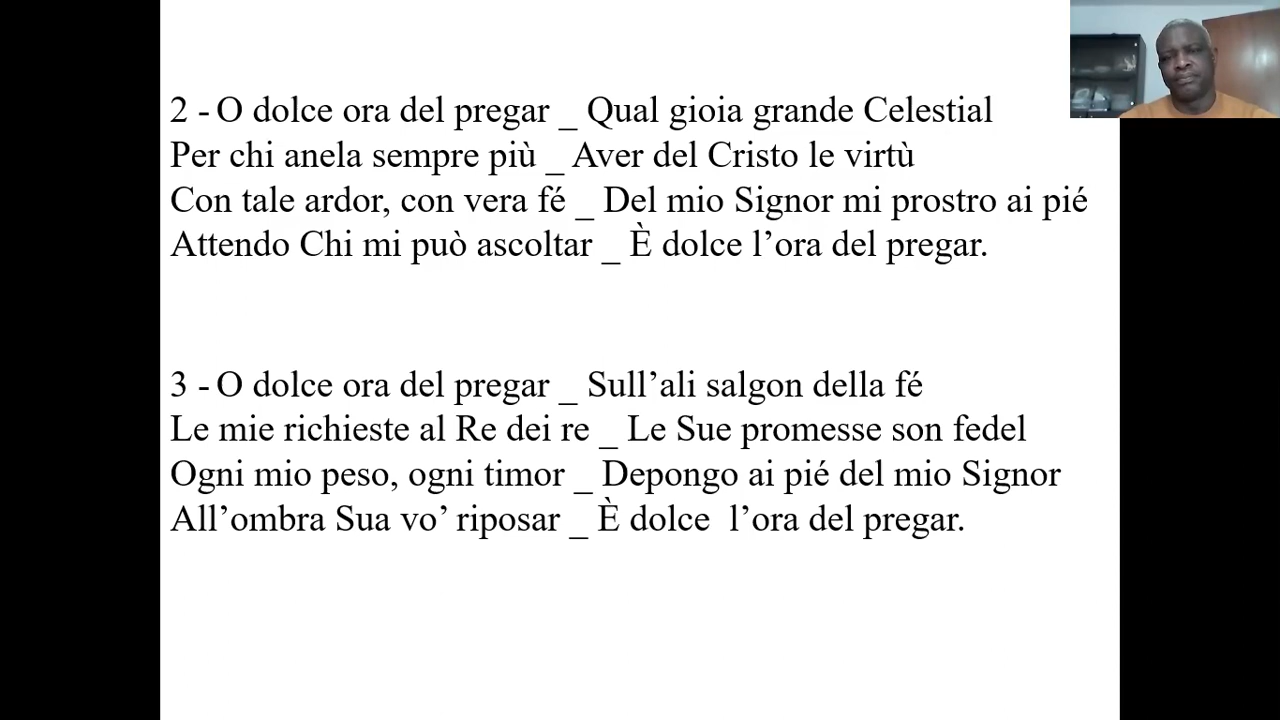 2 - O dolce ora del pregar _ Qual gioia grande Celestial
Per chi anela sempre più _ Aver del Cristo le virtù
Con tale ardor, con vera fé _ Del mio Signor mi prostro ai pié
Attendo Chi mi può ascoltar _ È dolce l’ora del pregar.
3 - O dolce ora del pregar _ Sull’ali salgon della fé
Le mie richieste al Re dei re _ Le Sue promesse son fedel
Ogni mio peso, ogni timor _ Depongo ai pié del mio Signor
All’ombra Sua vo’ riposar _ È dolce  l’ora del pregar.